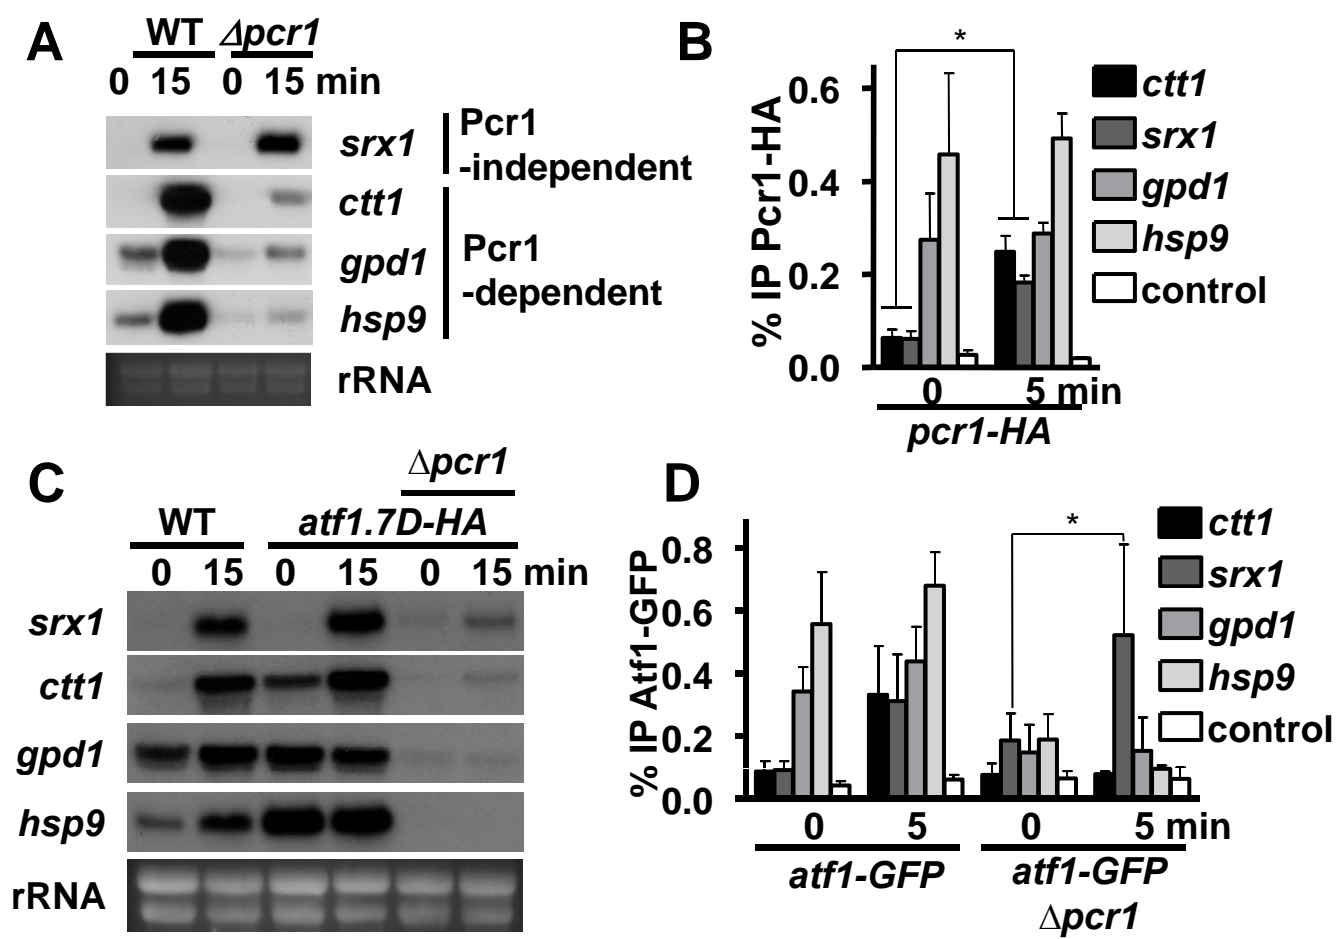 A
WT Δpcr1
0 15 0 15 min
srx1
Pcr1
-independent
ctt1
gpd1
hsp9
Pcr1
-dependent
rRNA
B
*
% IP Pcr1-HA
0.6
0.4
0.2
0.0
0 5 min
pcr1-HA
ctt1
srx1
gpd1
hsp9
control
C
Δpcr1
WT atf1.7D-HA
0 15 0 15 0 15 min
srx1
ctt1
gpd1
hsp9
rRNA
D
*
% IP Atf1-GFP
0.8
0.6
0.4
0.2
0.0
0 5 0 5 min
atf1-GFP atf1-GFP
Δpcr1
ctt1
srx1
gpd1
hsp9
control